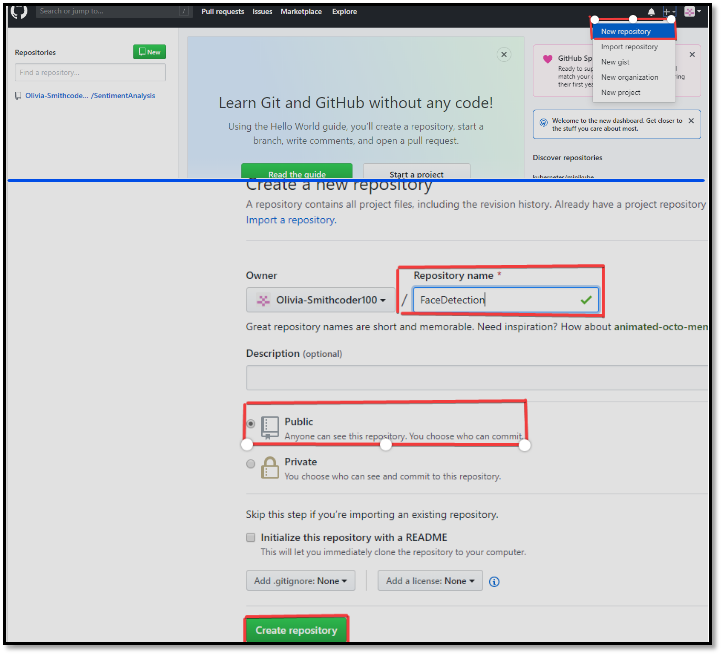 Search or jump to... /
Pull requests Issues Marketplace Explore
New repository
Import repository
New gist
New organization
New project
Repositories
New
Find a repository...
Olivia-Smithcode... /SentimentAnalysis
Learn Git and GitHub without any code!
Using the Hello World guide, you'll create a repository, start a
branch, write comments, and open a pull request.
Read the guide
Start a project
GitHub Sp
Ready to su
match your c
their first yea
Welcome to the new dashboard. Get closer to
the stuff you care about most.
Discover repositories
Create a new repository
A repository contains all project files, including the revision history. Already have a project repository
Import a repository.
Owner
Repository name *
Olivia-Smithcoder100
/
FaceDetection
Great repository names are short and memorable. Need inspiration? How about animated-octo-men
Description (optional)
Public
Anyone can see this repository. You choose who can commit.
Private
You choose who can see and commit to this repository.
Skip this step if you're importing an existing repository.
Initialize this repository with a README
This will let you immediately clone the repository to your computer.
Add .gitignore: None
Add a license: None
Create repository